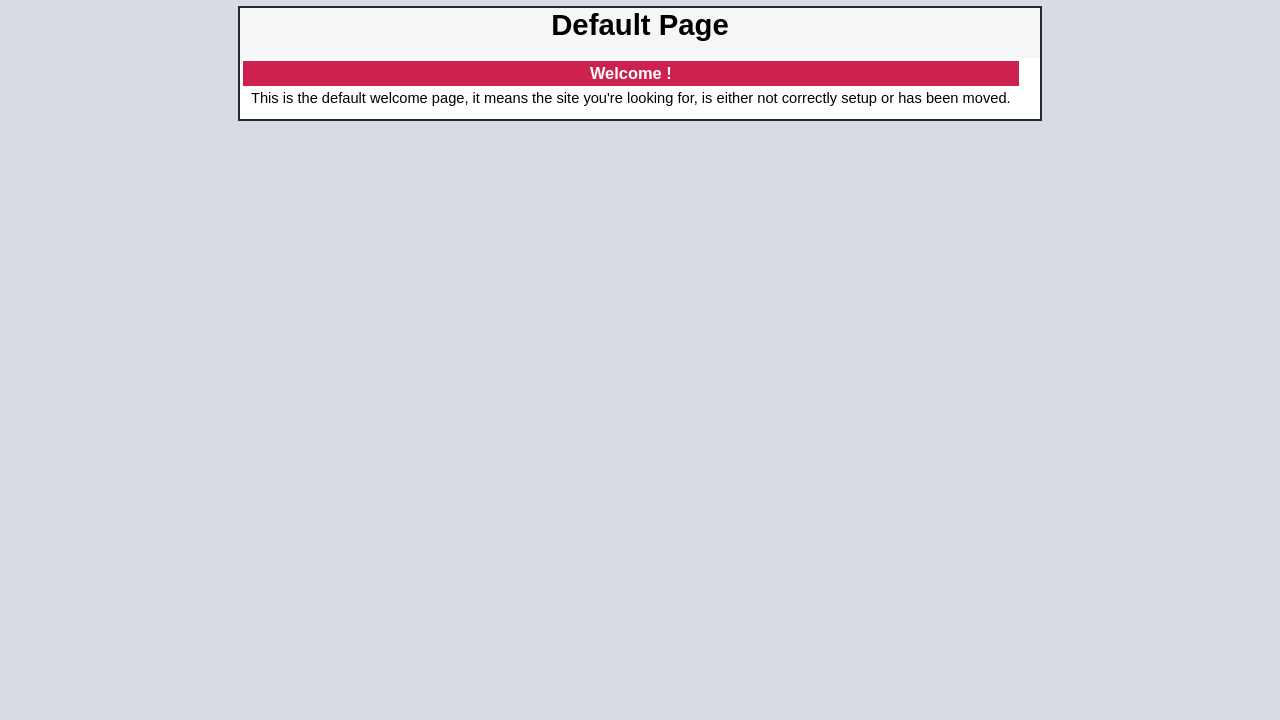 Default Page
Welcome !
This is the default welcome page, it means the site you're looking for, is either not correctly setup or has been moved.